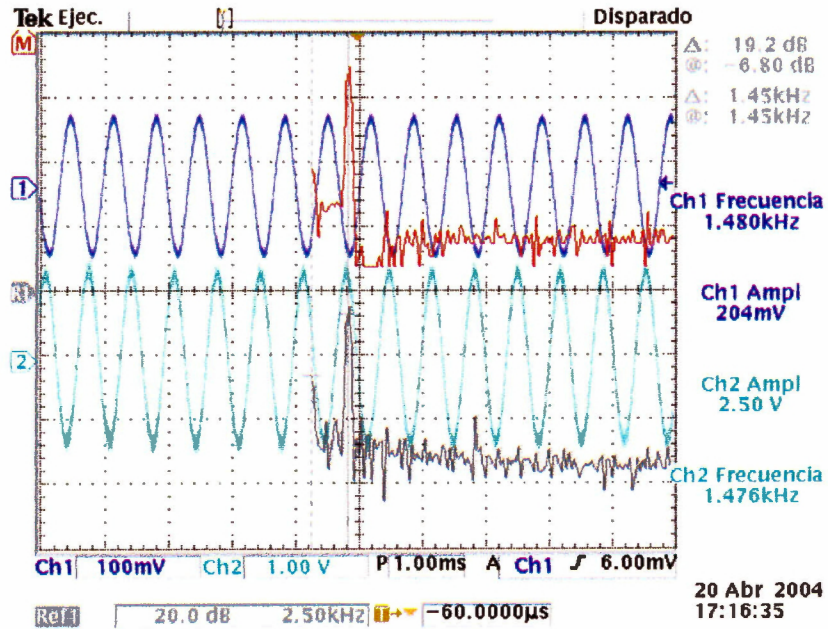 Tek Ejec.
Disparado
M
Δ: 19.2 dB
@: -6.80 dB
Δ: 1.45kHz
@: 1.45kHz
1
Ch1 Frecuencia
1.480kHz
R1
Ch1 Ampl
204mV
2
Ch2 Ampl
2.50 V
Ch2 Frecuencia
1.476kHz
Ch1 100mV Ch2 1.00 V P 1.00ms A Ch1 6.00mV
Ref1 20.0 dB 2.50kHz T -60.0000µs
20 Abr 2004
17:16:35